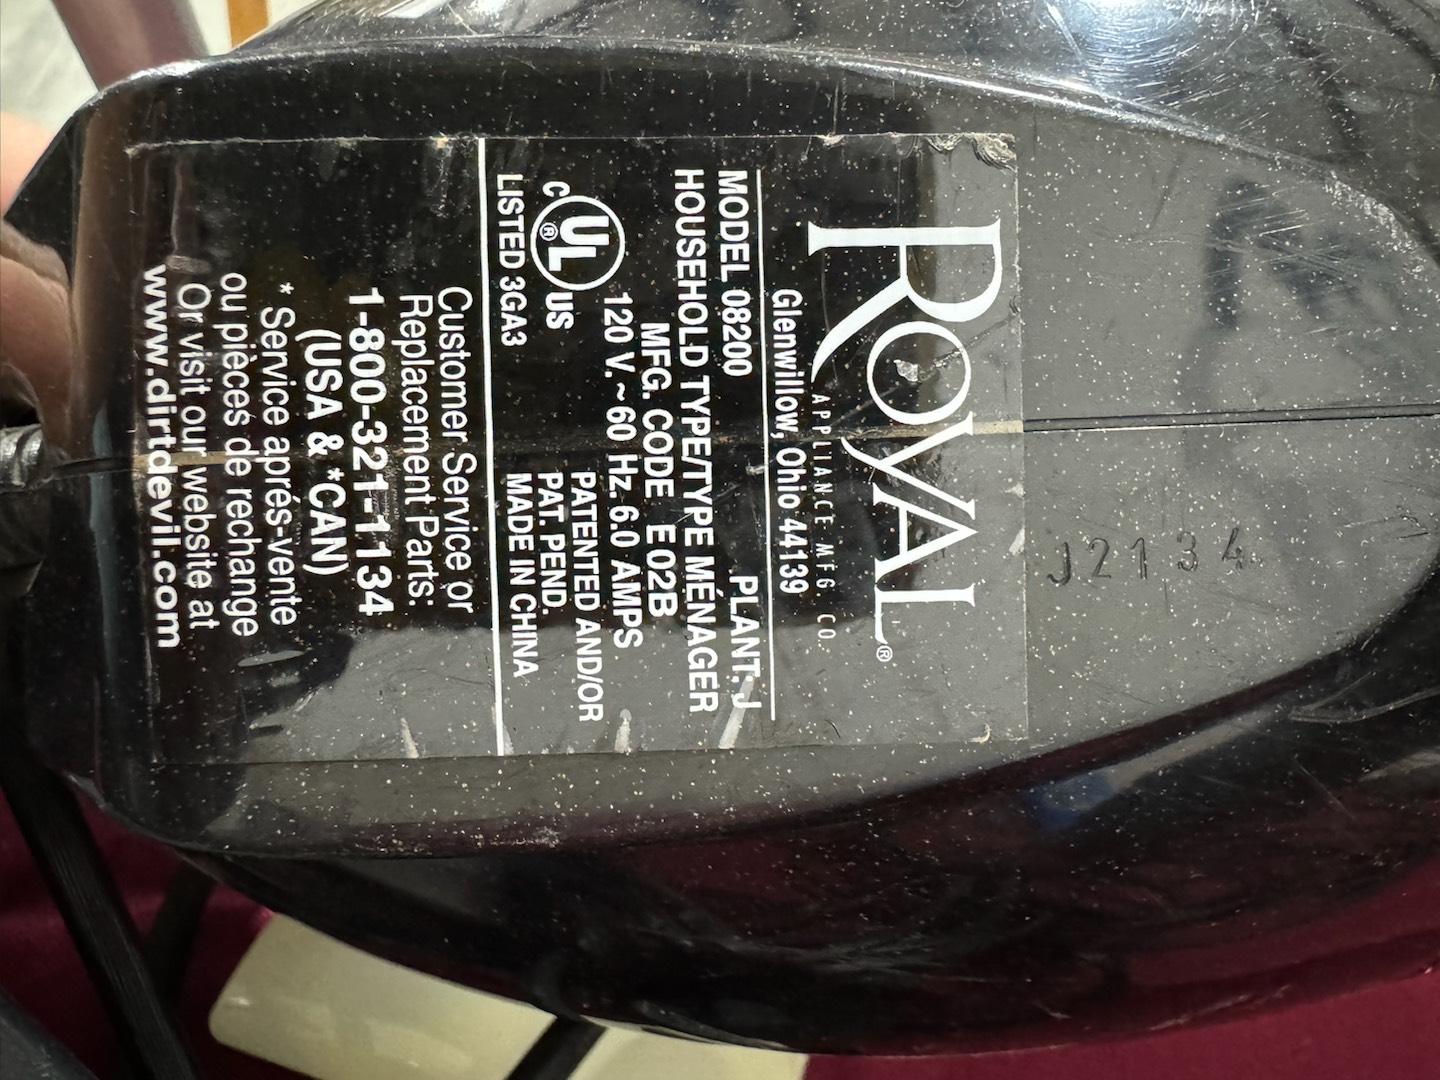 ROYAL®
APPLIANCE MFG. CO.
Glenwillow, Ohio 44139
MODEL 08200 PLANT: J
HOUSEHOLD TYPE/TYPE MÉNAGER
MFG. CODE E02B
120 V.~60 Hz. 6.0 AMPS
C UL® US
PATENTED AND/OR
PAT. PEND.
LISTED 3GA3 MADE IN CHINA
Customer Service or
Replacement Parts:
1-800-321-1134
(USA & *CAN)
* Service aprés-vente
ou pièces de rechange
Or visit our website at
www.dirtdevil.com
J2134